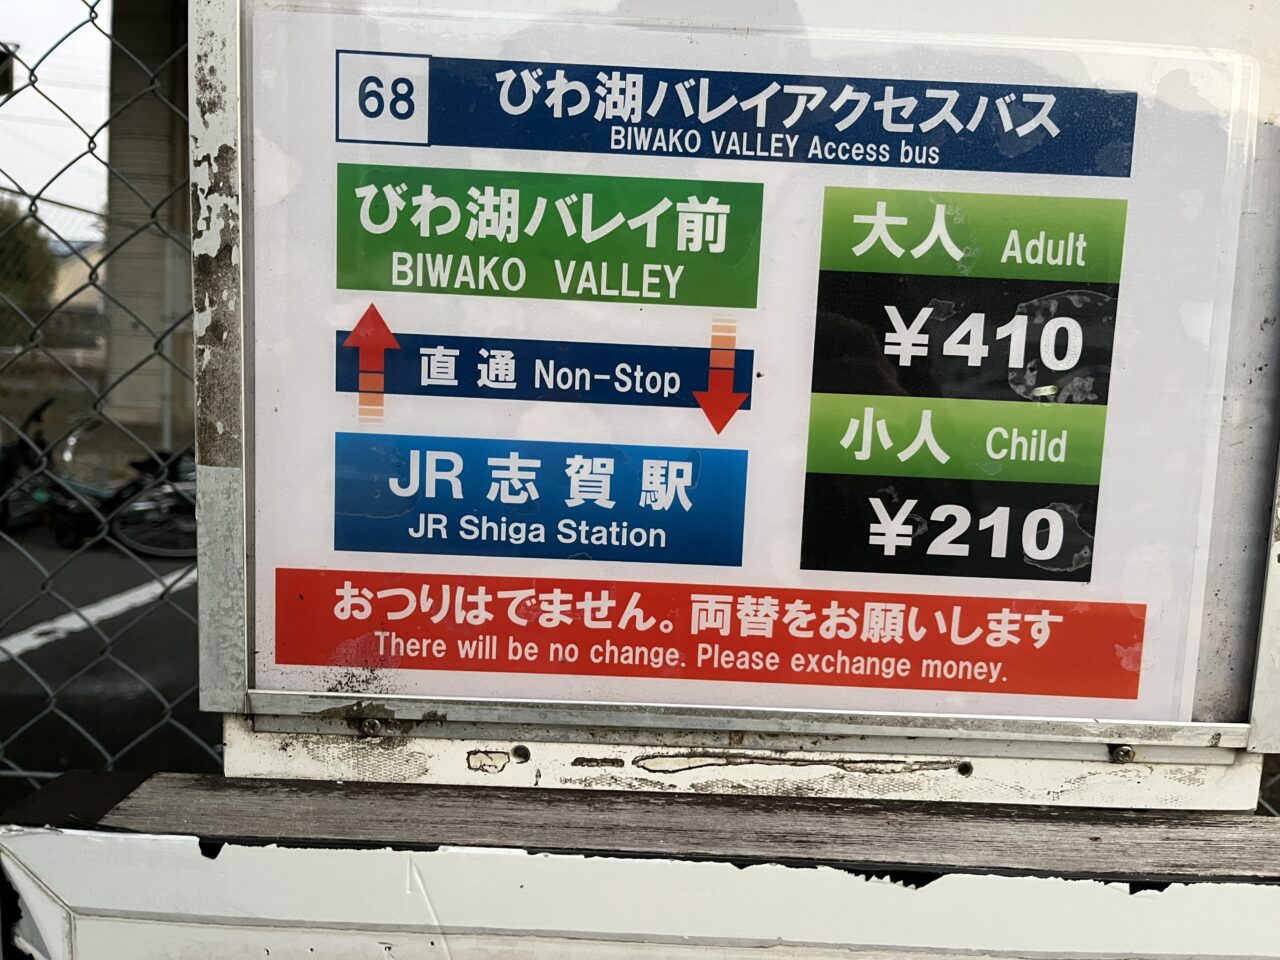 68
びわ湖バレイアクセスバス
BIWAKO VALLEY Access bus
びわ湖バレイ前
BIWAKO VALLEY
直通 Non-Stop
JR 志賀駅
JR Shiga Station
大人 Adult
¥410
小人 Child
¥210
おつりはでません。両替をお願いします
There will be no change. Please exchange money.